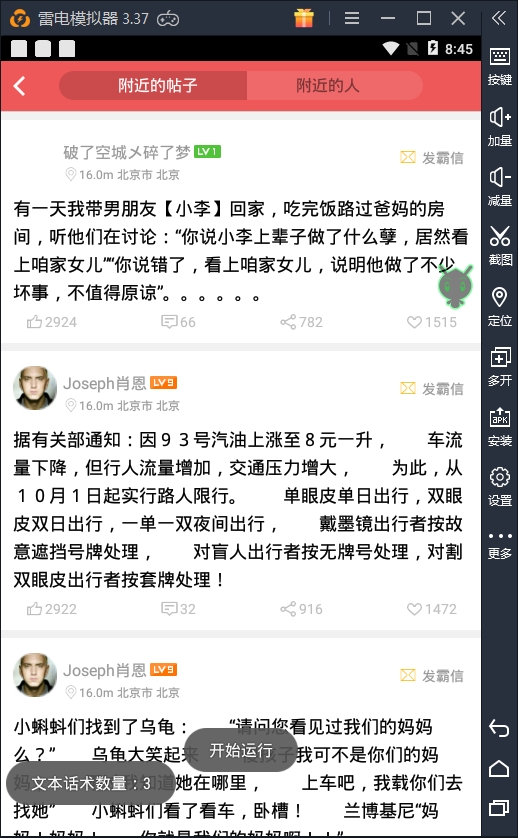 雷电模拟器 3.37
8:45
附近的帖子 附近的人
破了空城メ碎了梦 LV1
发霸信
16.0m 北京市 北京
有一天我带男朋友【小李】回家，吃完饭路过爸妈的房
间，听他们在讨论：“你说小李上辈子做了什么孽，居然看
上咱家女儿”“你说错了，看上咱家女儿，说明他做了不少
坏事，不值得原谅”。。。。。。
2924 66 782 1515
Joseph肖恩 LV9
发霸信
16.0m 北京市 北京
据有关部通知：因９３号汽油上涨至８元一升， 车流
量下降，但行人流量增加，交通压力增大， 为此，从
１０月１日起实行路人限行。 单眼皮单日出行，双眼
皮双日出行，一单一双夜间出行， 戴墨镜出行者按故
意遮挡号牌处理， 对盲人出行者按无牌号处理，对割
双眼皮出行者按套牌处理！
2922 32 916 1472
Joseph肖恩 LV9
发霸信
16.0m 北京市 北京
小蝌蚪们找到了乌龟： “请问您看见过我们的妈妈
么？” 乌龟大笑起来
孩子我可不是你们的妈
开始运行
知道她在哪里， 上车吧，我载你们去
文本话术数量：3
找她” 小蝌蚪们看了看车，卧槽！ 兰博基尼“妈
妈！妈妈！ 你就是我们的妈妈啊！！”
按键
加量
减量
截图
定位
多开
APK
安装
设置
更多